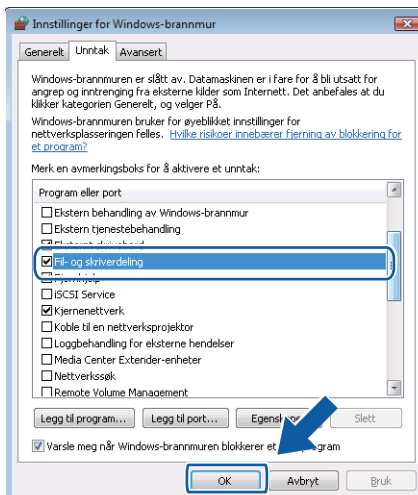 Innstillinger for Windows-brannmur
Generelt Unntak Avansert
Windows-brannmuren er slått av. Datamaskinen er i fare for å bli utsatt for
angrep og inntrenging fra eksterne kilder som Internett. Det anbefales at du
klikker kategorien Generelt, og velger På.
Windows-brannmuren bruker for øyeblikket innstillinger for
nettverksplasseringen felles. Hvilke risikoer innebærer fjerning av blokkering for
et program?
Merk en avmerkingsboks for å aktivere et unntak:
Program eller port
Ekstern behandling av Windows-brannmur
Ekstern tjenestebehandling
Eksternt skrivebord
Fil- og skriverdeling
Fjernhjelp
iSCSI Service
Kjernenettverk
Koble til en nettverksprojektor
Loggbehandling for eksterne hendelser
Media Center Extender-enheter
Nettverkssøk
Remote Volume Management
Legg til program... Legg til port... Slett
Varsle meg når Windows-brannmuren blokkerer et program
OK Avbryt Bruk